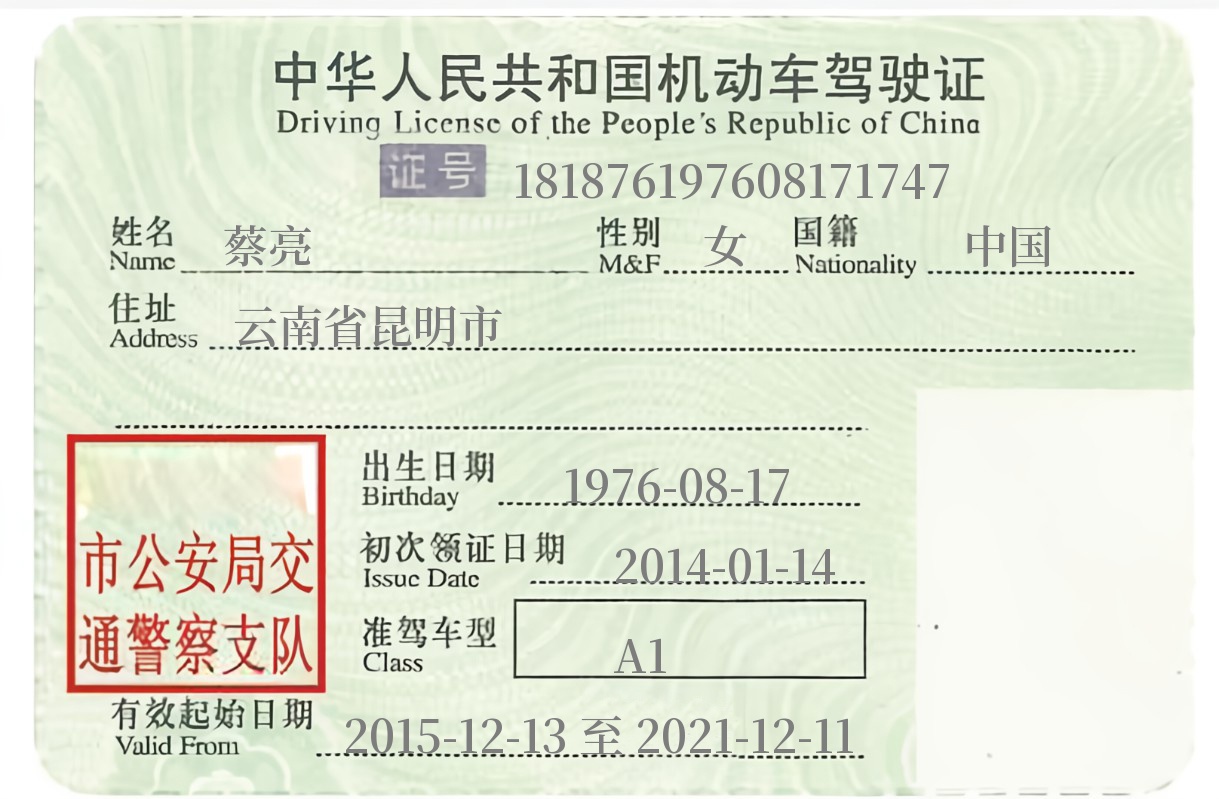 中华人民共和国机动车驾驶证
Driving License of the People's Republic of China
证号 181876197608171747
姓名 蔡亮 性别 女 国籍 中国
Name M&F Nationality
住址 云南省昆明市
Address
出生日期 1976-08-17
Birthday
初次领证日期 2014-01-14
Issue Date
准驾车型 A1
Class
市公安局交
通警察支队
有效起始日期 2015-12-13 至 2021-12-11
Valid From